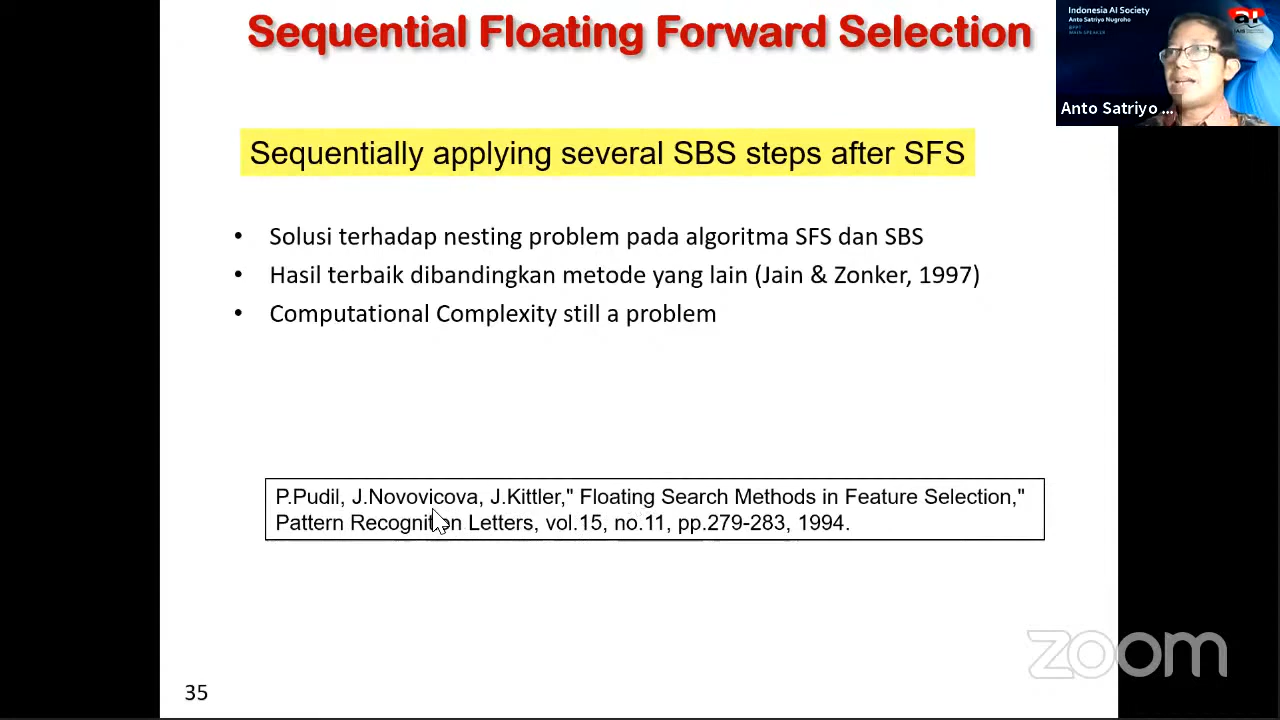 Sequential Floating Forward Selection
Indonesia AI Society
Anto Satriyo Nugroho
BPPT
MAIN SPEAKER
AIS
Anto Satriyo ...
Sequentially applying several SBS steps after SFS
• Solusi terhadap nesting problem pada algoritma SFS dan SBS
• Hasil terbaik dibandingkan metode yang lain (Jain & Zonker, 1997)
• Computational Complexity still a problem
P.Pudil, J.Novovicova, J.Kittler," Floating Search Methods in Feature Selection,"
Pattern Recognition Letters, vol.15, no.11, pp.279-283, 1994.
zoom
35